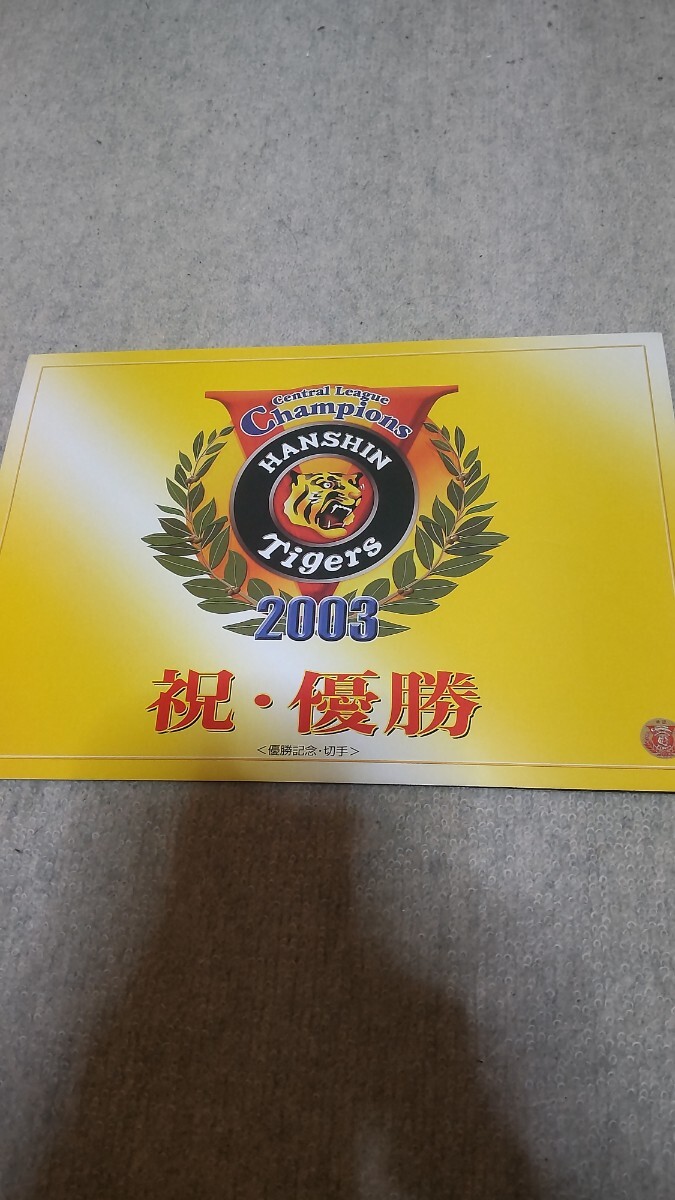 Central League
Champions
HANSHIN
Tigers
2003
祝・優勝
＜優勝記念・切手＞